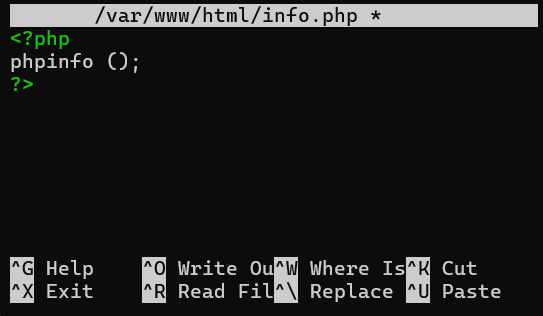 /var/www/html/info.php *
<?php
phpinfo ();
?>
^G Help ^O Write Ou^W Where Is^K Cut
^X Exit ^R Read Fil^\ Replace ^U Paste